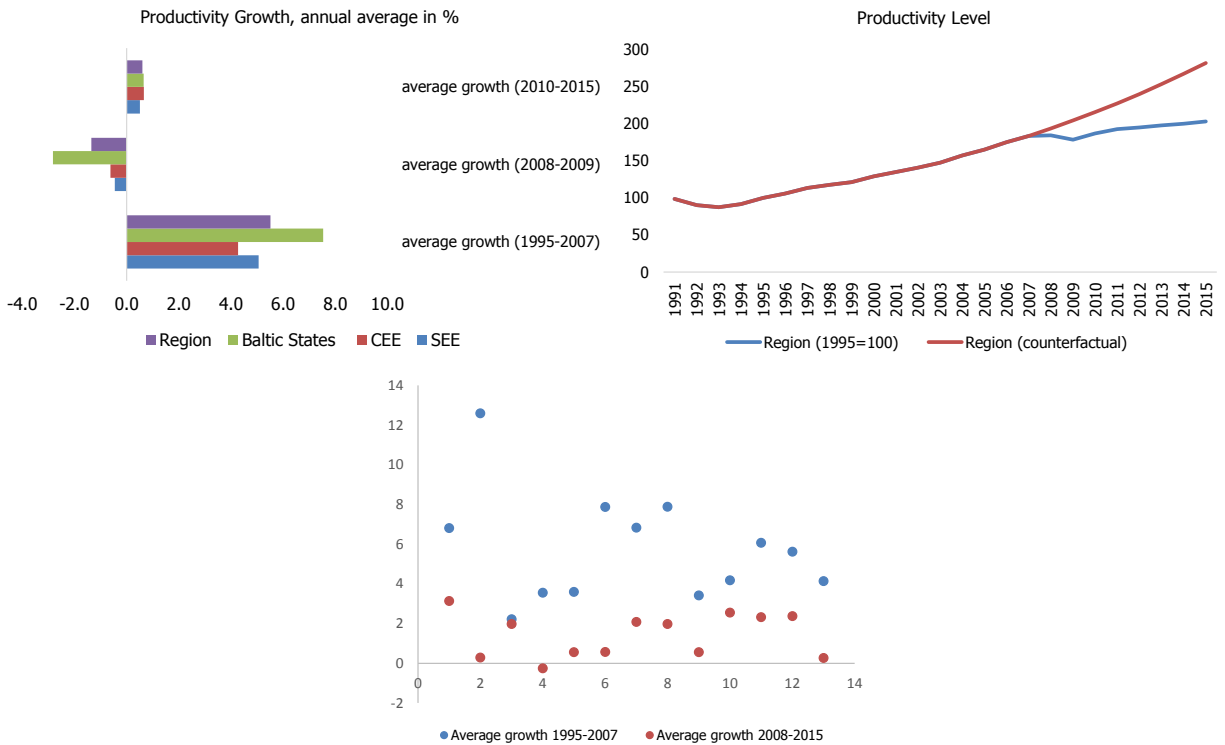 Productivity Growth, annual average in %
average growth (2010-2015)
average growth (2008-2009)
average growth (1995-2007)
-4.0 -2.0 0.0 2.0 4.0 6.0 8.0 10.0
Region Baltic States CEE SEE
Productivity Level
300
250
200
150
100
50
0
1991 1992 1993 1994 1995 1996 1997 1998 1999 2000 2001 2002 2003 2004 2005 2006 2007 2008 2009 2010 2011 2012 2013 2014 2015
Region (1995=100) Region (counterfactual)
14
12
10
8
6
4
2
0
-2
0 2 4 6 8 10 12 14
Average growth 1995-2007 Average growth 2008-2015